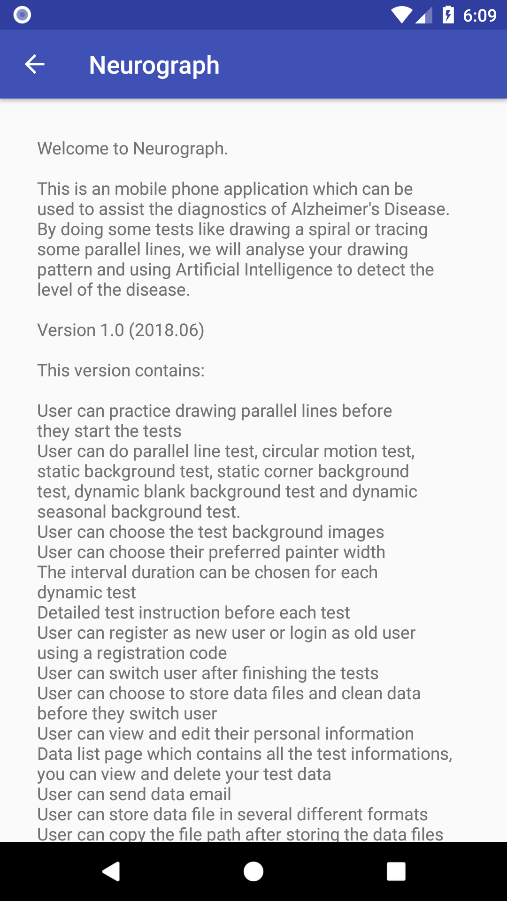 6:09
Neurograph
Welcome to Neurograph.
This is an mobile phone application which can be
used to assist the diagnostics of Alzheimer's Disease.
By doing some tests like drawing a spiral or tracing
some parallel lines, we will analyse your drawing
pattern and using Artificial Intelligence to detect the
level of the disease.
Version 1.0 (2018.06)
This version contains:
User can practice drawing parallel lines before
they start the tests
User can do parallel line test, circular motion test,
static background test, static corner background
test, dynamic blank background test and dynamic
seasonal background test.
User can choose the test background images
User can choose their preferred painter width
The interval duration can be chosen for each
dynamic test
Detailed test instruction before each test
User can register as new user or login as old user
using a registration code
User can switch user after finishing the tests
User can choose to store data files and clean data
before they switch user
User can view and edit their personal information
Data list page which contains all the test informations,
you can view and delete your test data
User can send data email
User can store data file in several different formats
User can copy the file path after storing the data files